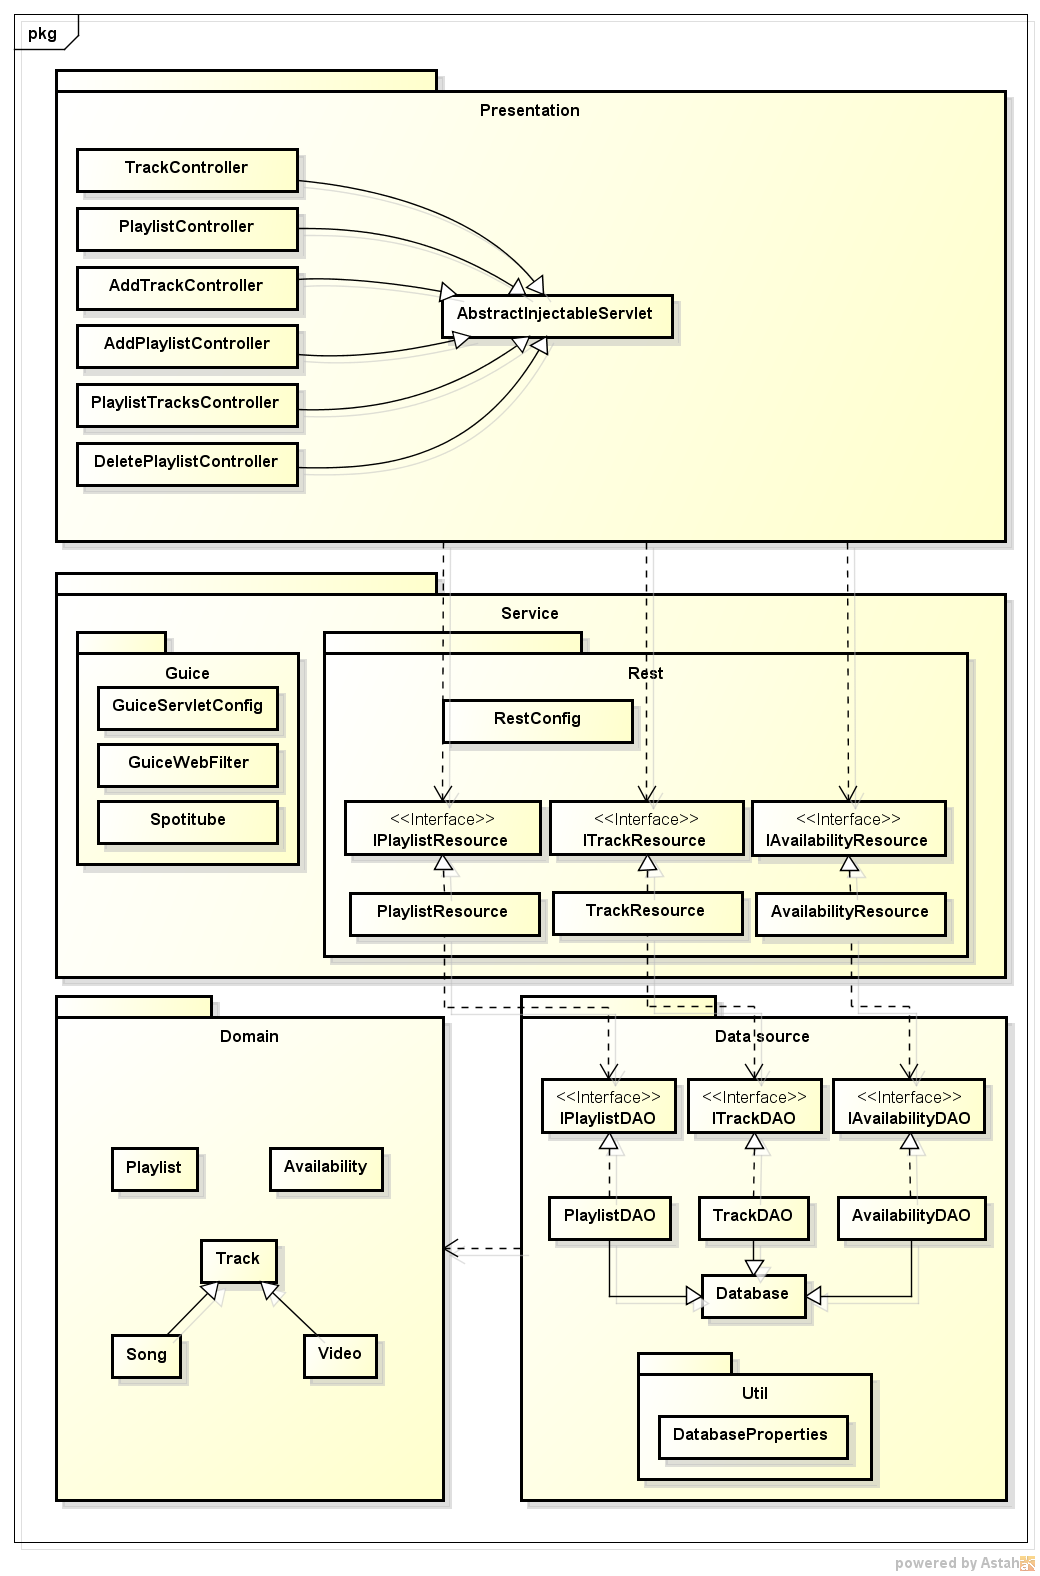 pkg
Presentation
TrackController
PlaylistController
AddTrackController
AbstractInjectableServlet
AddPlaylistController
PlaylistTracksController
DeletePlaylistController
Service
Guice
GuiceServletConfig
GuiceWebFilter
Spotitube
Rest
RestConfig
<<Interface>>
IPlaylistResource
<<Interface>>
ITrackResource
<<Interface>>
IAvailabilityResource
PlaylistResource
TrackResource
AvailabilityResource
Domain
Playlist
Availability
Track
Song
Video
Data source
<<Interface>>
IPlaylistDAO
<<Interface>>
ITrackDAO
<<Interface>>
IAvailabilityDAO
PlaylistDAO
TrackDAO
AvailabilityDAO
Database
Util
DatabaseProperties
powered by Astah